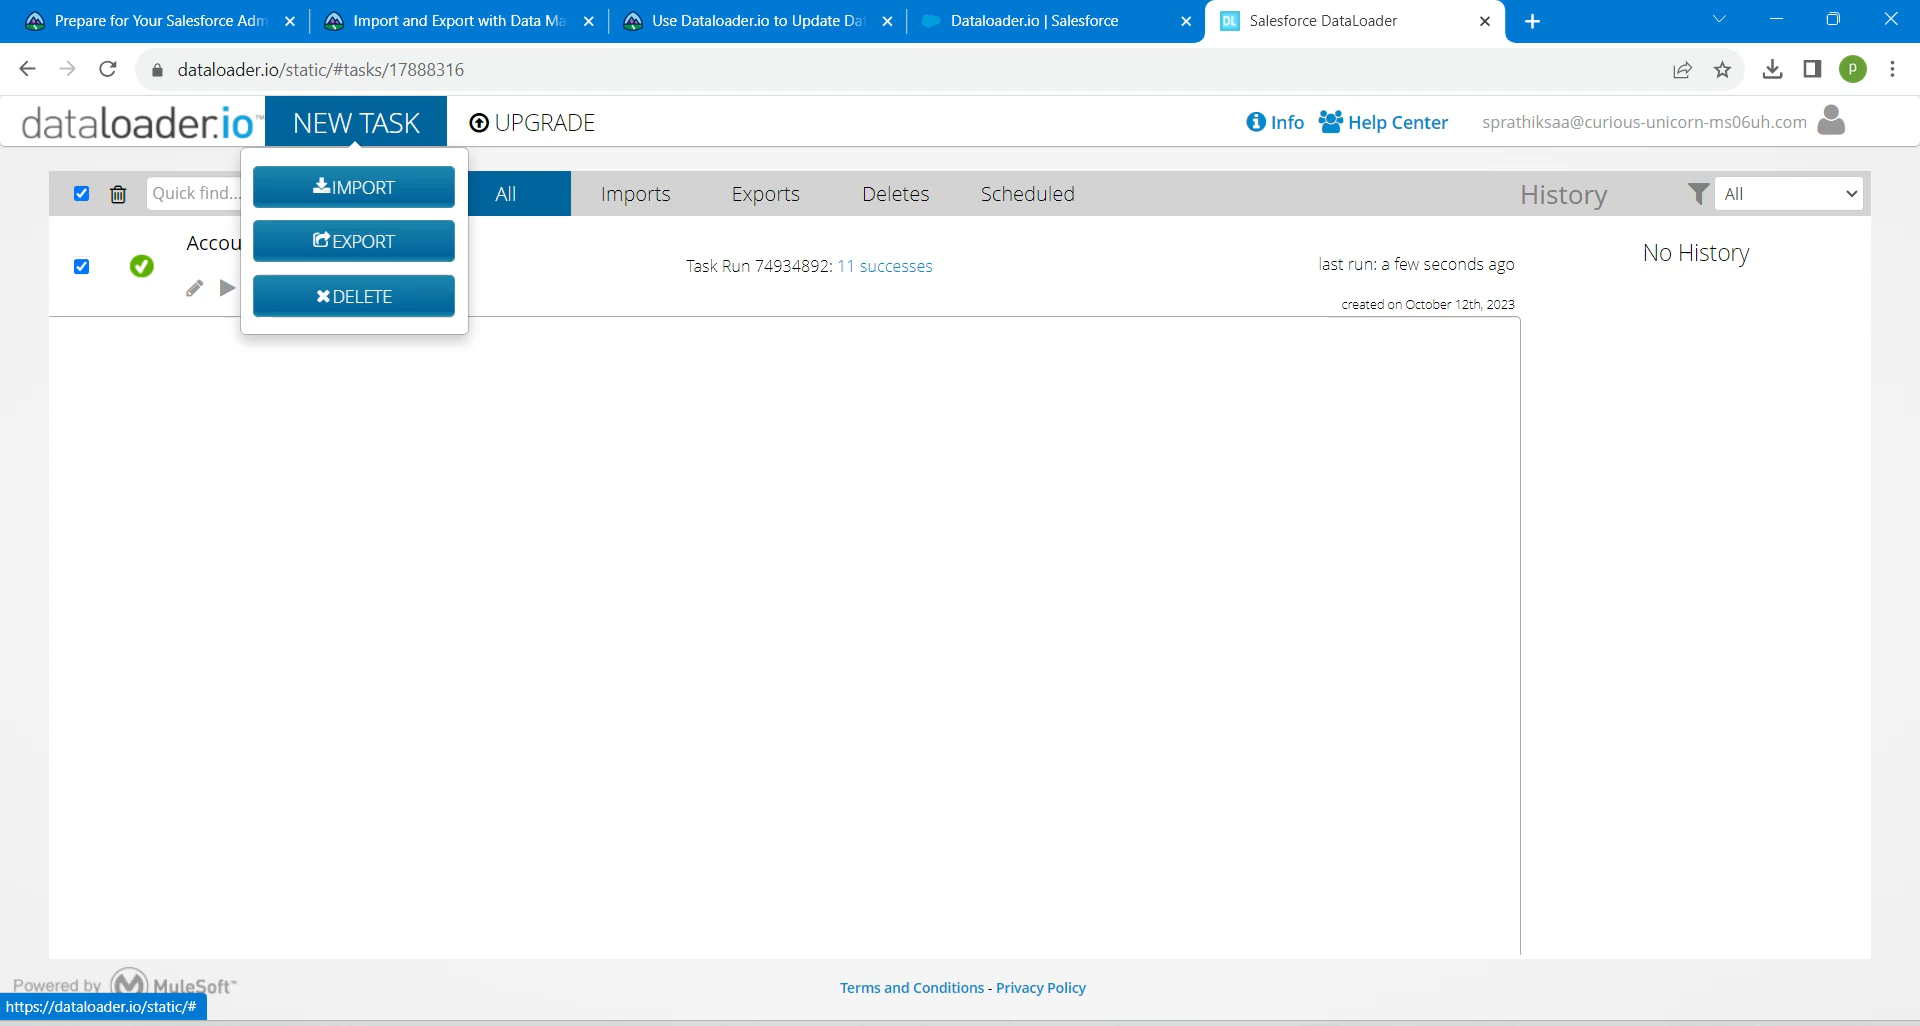 Prepare for Your Salesforce Adm
Import and Export with Data Ma
Use Dataloader.io to Update Da
Dataloader.io | Salesforce
DL Salesforce DataLoader
dataloader.io/static/#tasks/17888316
p
dataloader.io™
NEW TASK
UPGRADE
Info
Help Center
sprathiksaa@curious-unicorn-ms06uh.com
IMPORT
EXPORT
DELETE
Quick find...
All
Imports
Exports
Deletes
Scheduled
History
All
Accou
Task Run 74934892: 11 successes
last run: a few seconds ago
created on October 12th, 2023
No History
Powered by MuleSoft™
Terms and Conditions - Privacy Policy
https://dataloader.io/static/#